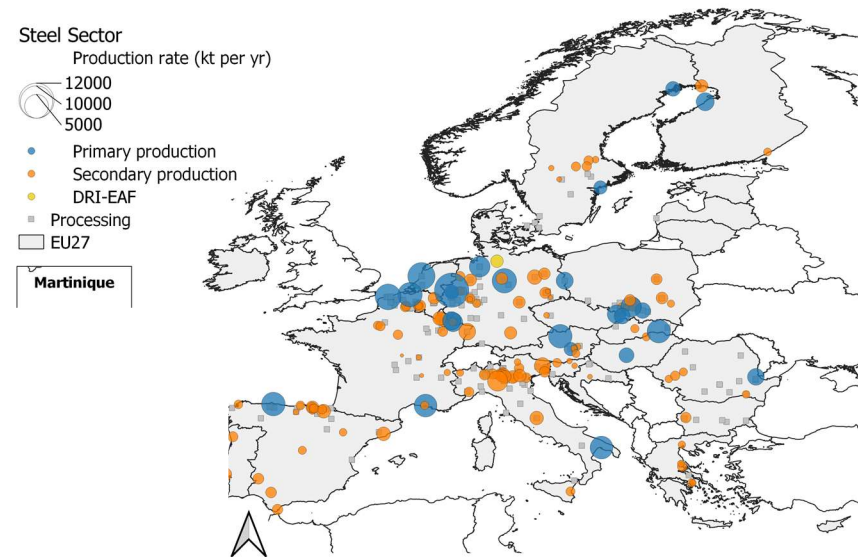 Steel Sector
Production rate (kt per yr)
12000
10000
5000
Primary production
Secondary production
DRI-EAF
Processing
EU27
Martinique